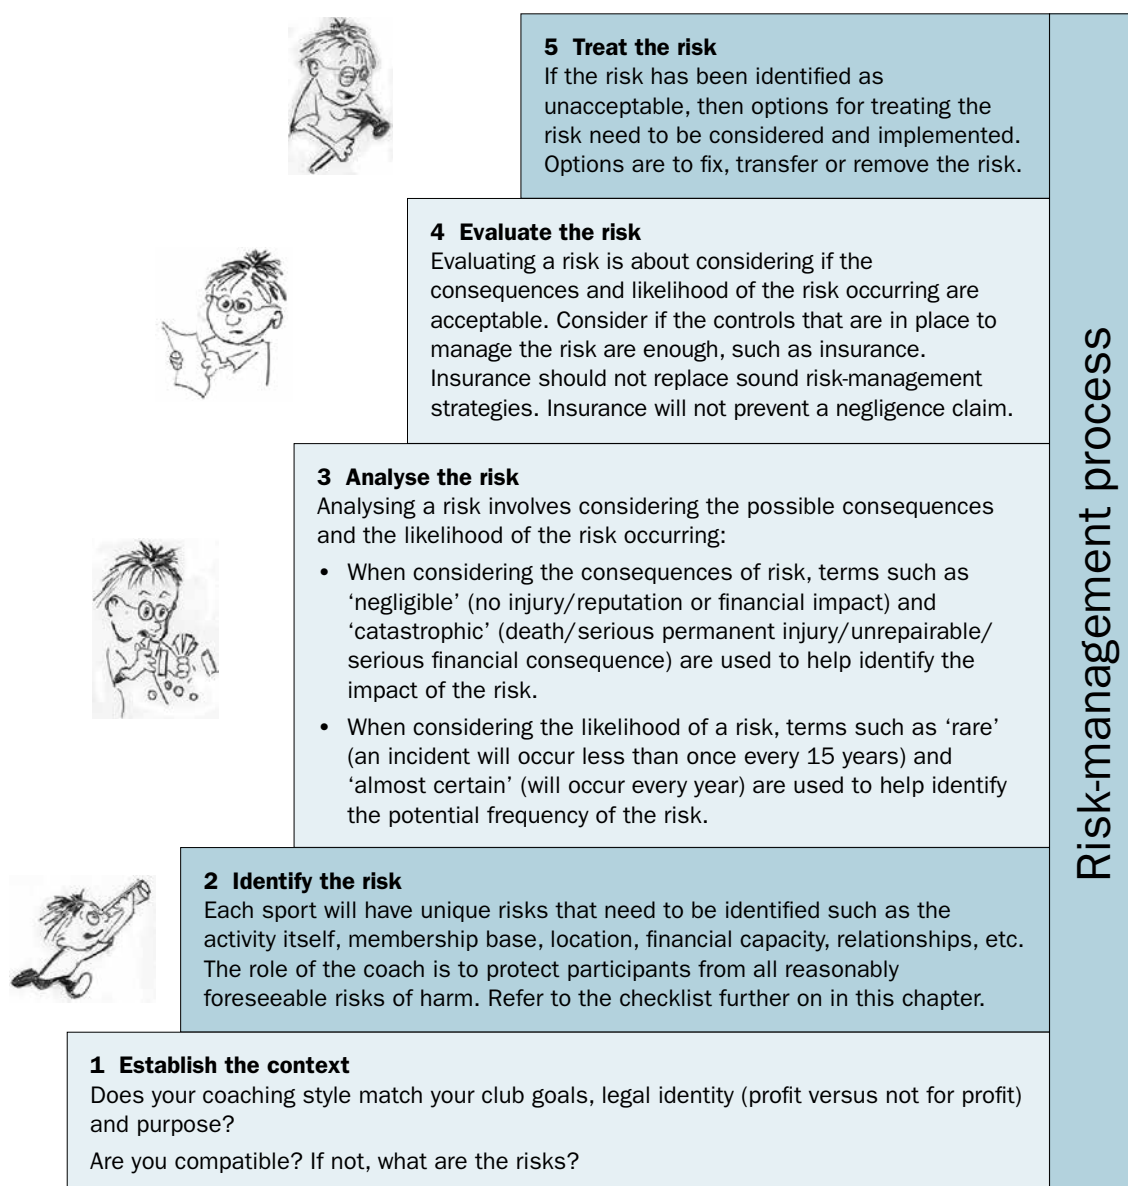 5 Treat the risk
If the risk has been identified as
unacceptable, then options for treating the
risk need to be considered and implemented.
Options are to fix, transfer or remove the risk.
4 Evaluate the risk
Evaluating a risk is about considering if the
consequences and likelihood of the risk occurring are
acceptable. Consider if the controls that are in place to
manage the risk are enough, such as insurance.
Insurance should not replace sound risk-management
strategies. Insurance will not prevent a negligence claim.
3 Analyse the risk
Analysing a risk involves considering the possible consequences
and the likelihood of the risk occurring:
• When considering the consequences of risk, terms such as
‘negligible’ (no injury/reputation or financial impact) and
‘catastrophic’ (death/serious permanent injury/unrepairable/
serious financial consequence) are used to help identify the
impact of the risk.
• When considering the likelihood of a risk, terms such as ‘rare’
(an incident will occur less than once every 15 years) and
‘almost certain’ (will occur every year) are used to help identify
the potential frequency of the risk.
2 Identify the risk
Each sport will have unique risks that need to be identified such as the
activity itself, membership base, location, financial capacity, relationships, etc.
The role of the coach is to protect participants from all reasonably
foreseeable risks of harm. Refer to the checklist further on in this chapter.
1 Establish the context
Does your coaching style match your club goals, legal identity (profit versus not for profit)
and purpose?
Are you compatible? If not, what are the risks?
Risk-management process